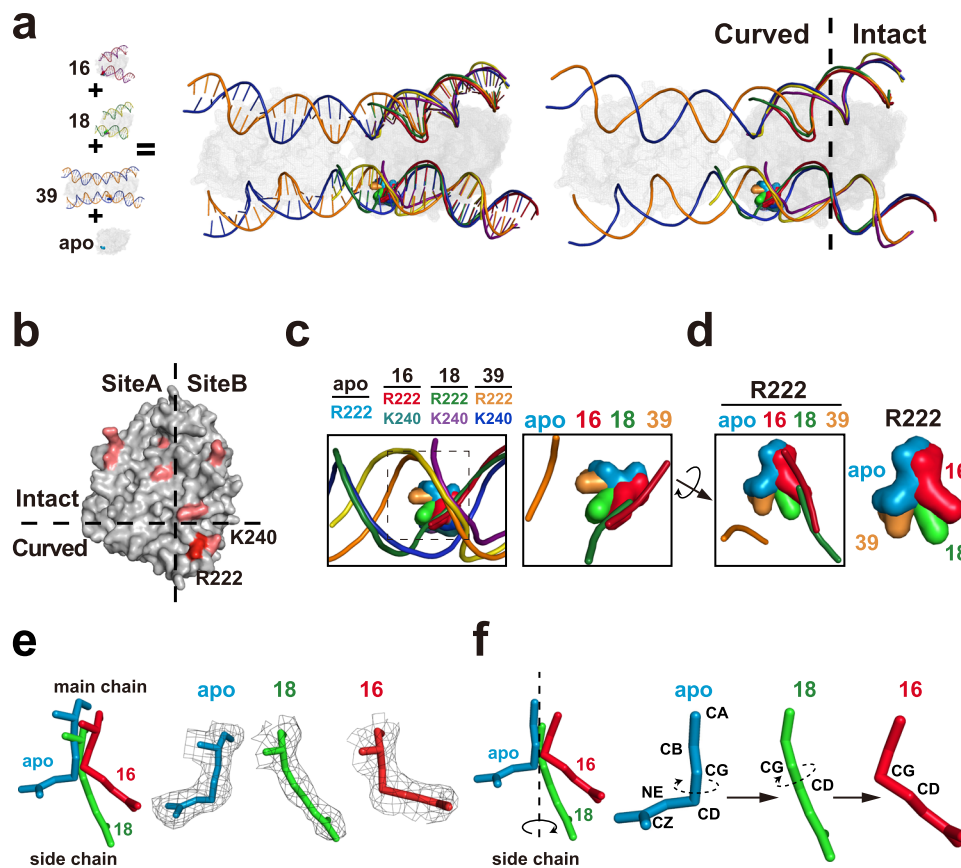 a
16
+
18
+
39
+
apo
=
Curved Intact
b
SiteA SiteB
Intact
Curved
K240
R222
c
apo 16 18 39
R222 R222 R222 R222
K240 K240 K240
apo 16 18 39
d
R222
apo 16 18 39
R222
apo
16
39
18
e
main chain
apo
16
18
side chain
apo 18 16
f
apo
16
18
side chain
apo 18 16
CA
CB
CG
NE
CZ
CD
CG
CD
CG
CD